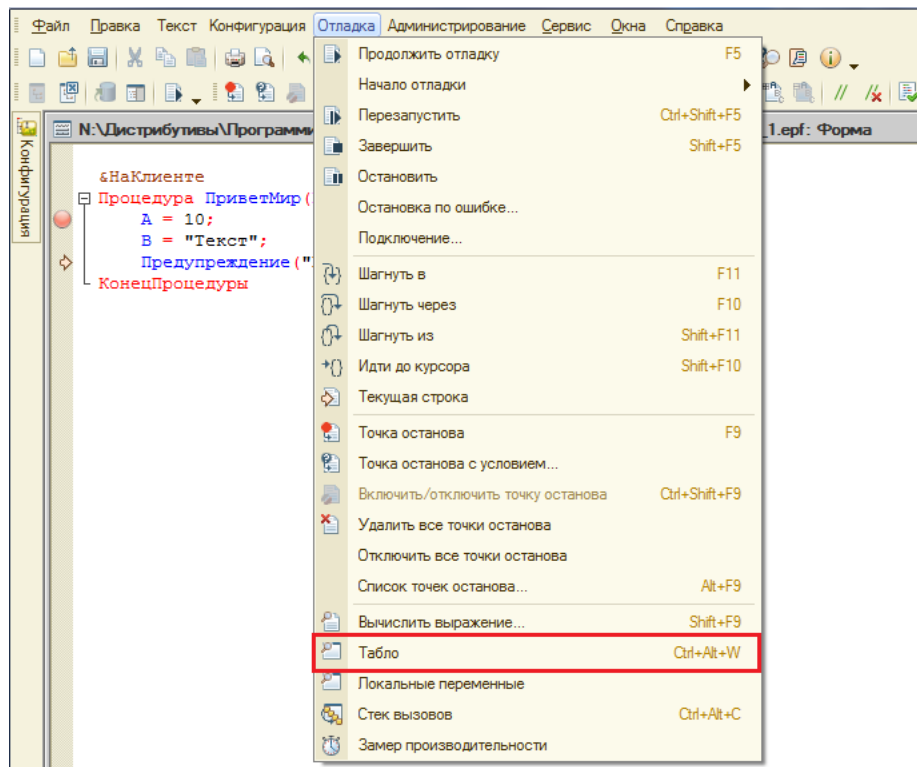 Файл Правка Текст Конфигурация Отладка Администрирование Сервис Окна Справка
Конфигурация
N:\Дистрибутивы\Программи _1.epf: Форма
&НаКлиенте
Процедура ПриветМир(
А = 10;
В = "Текст";
Предупреждение("
КонецПроцедуры
Продолжить отладку F5
Начало отладки
Перезапустить Ctrl+Shift+F5
Завершить Shift+F5
Остановить
Остановка по ошибке...
Подключение...
Шагнуть в F11
Шагнуть через F10
Шагнуть из Shift+F11
Идти до курсора Shift+F10
Текущая строка
Точка останова F9
Точка останова с условием...
Включить/отключить точку останова Ctrl+Shift+F9
Удалить все точки останова
Отключить все точки останова
Список точек останова... Alt+F9
Вычислить выражение... Shift+F9
Табло Ctrl+Alt+W
Локальные переменные
Стек вызовов Ctrl+Alt+C
Замер производительности